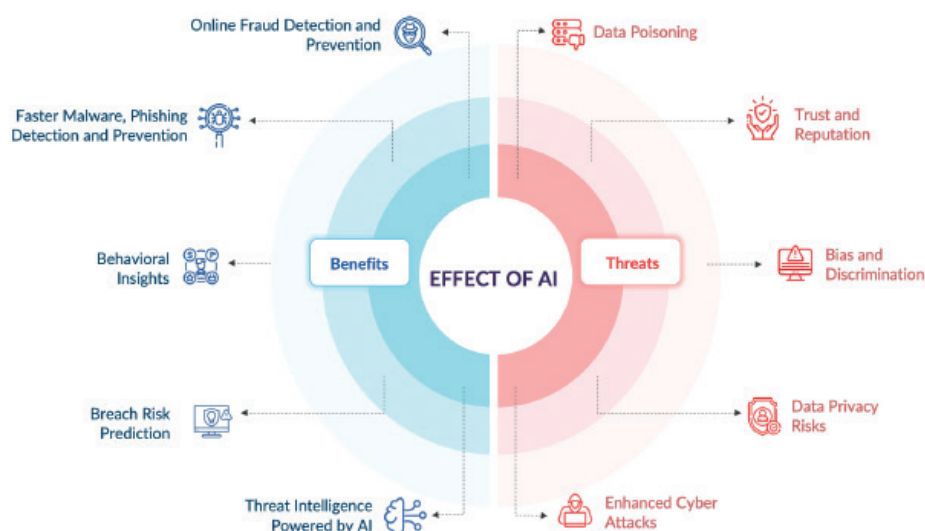 Online Fraud Detection and
Prevention
Data Poisoning
Faster Malware, Phishing
Detection and Prevention
Trust and
Reputation
Behavioral
Insights
Benefits
EFFECT OF AI
Threats
Bias and
Discrimination
Breach Risk
Prediction
Data Privacy
Risks
Threat Intelligence
Powered by AI
Enhanced Cyber
Attacks